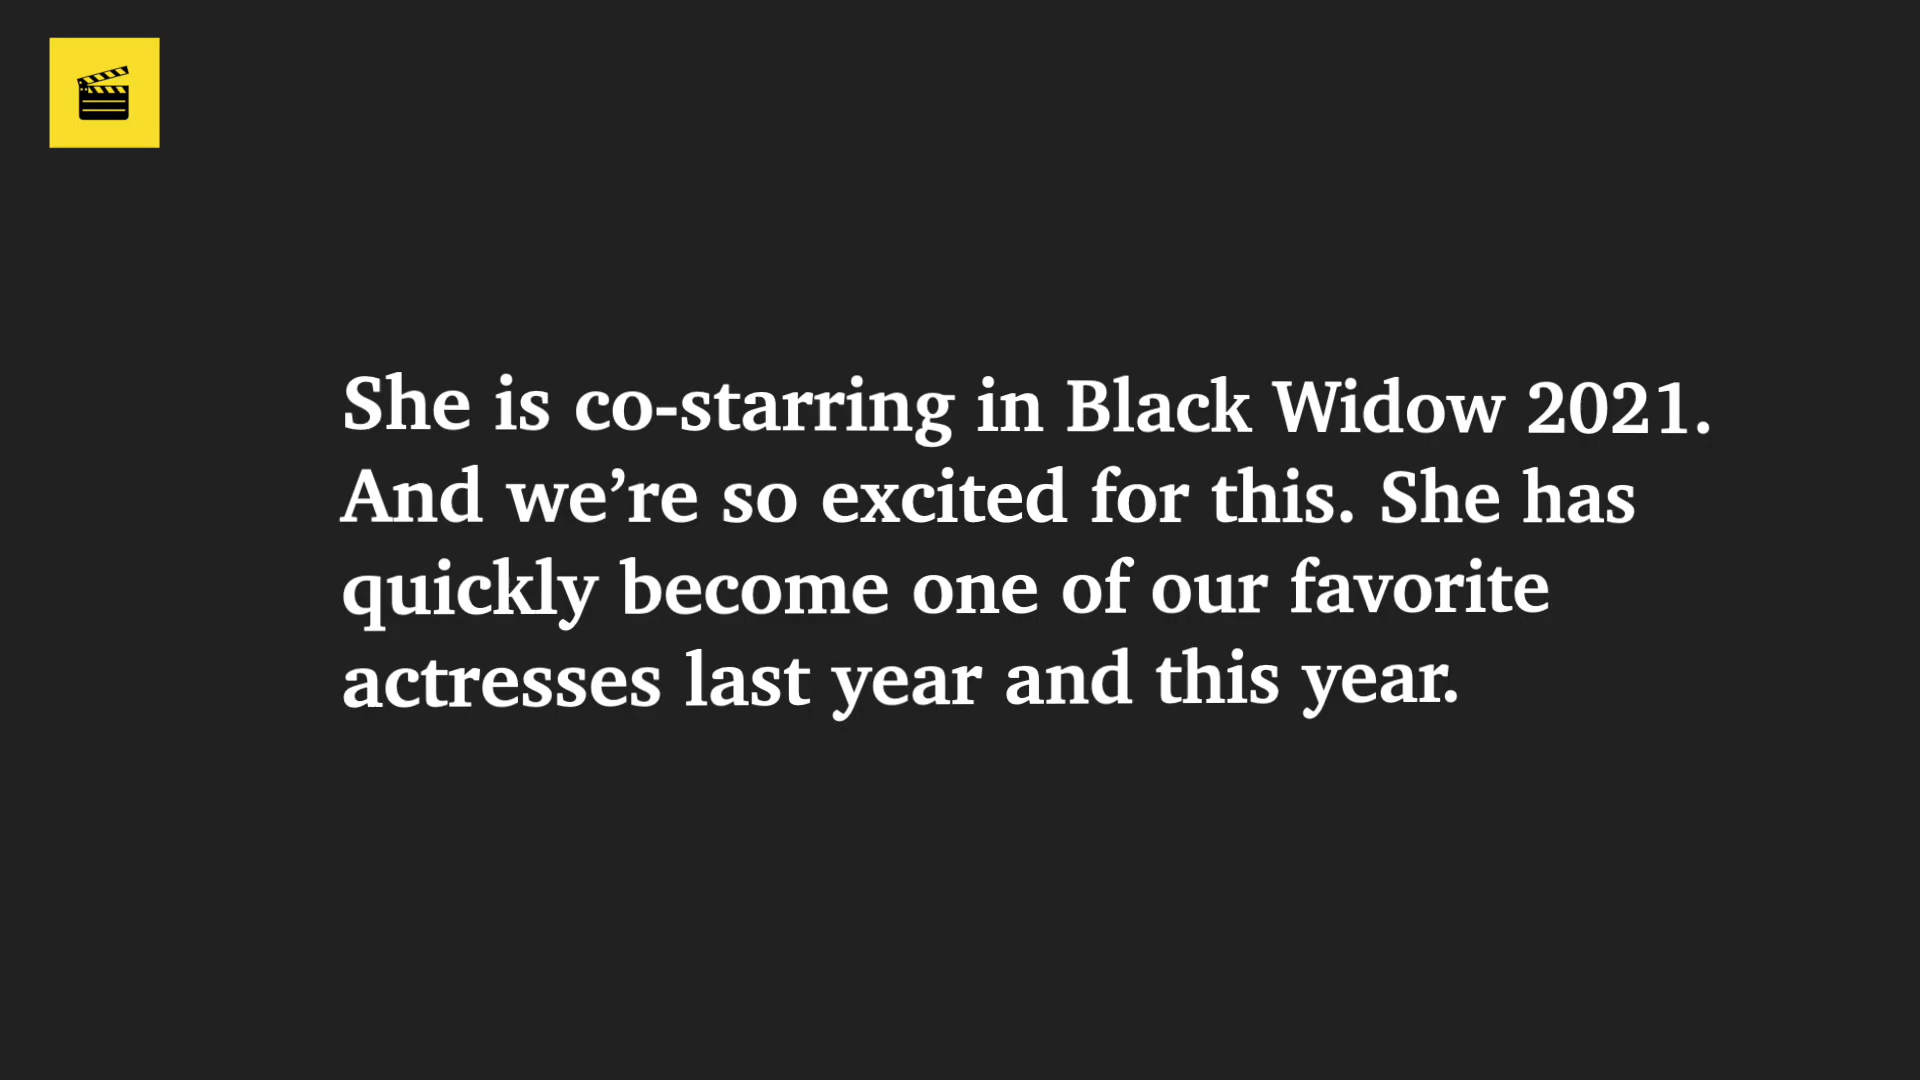 She is co-starring in Black Widow 2021.
And we’re so excited for this. She has
quickly become one of our favorite
actresses last year and this year.